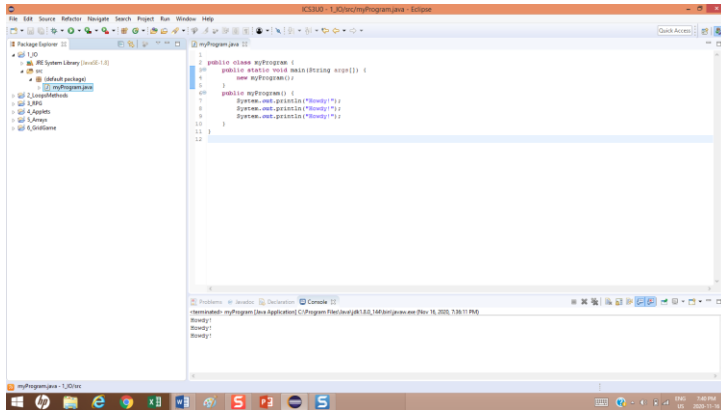 ICS3U0 - 1_IO/src/myProgram.java - Eclipse
File Edit Source Refactor Navigate Search Project Run Window Help
Quick Access
Package Explorer
myProgram.java
1_IO
JRE System Library [JavaSE-1.8]
src
(default package)
myProgram.java
2_LoopsMethods
3_RPG
4_Applets
5_Arrays
6_GridGame
1
2 public class myProgram {
3 public static void main(String args[]) {
4 new myProgram();
5 }
6 public myProgram() {
7 System.out.println("Howdy!");
8 System.out.println("Howdy!");
9 System.out.println("Howdy!");
10 }
11 }
12
Problems @ Javadoc Declaration Console
<terminated> myProgram [Java Application] C:\Program Files\Java\jdk1.8.0_144\bin\javaw.exe (Nov 16, 2020, 7:36:11 PM)
Howdy!
Howdy!
Howdy!
myProgram.java - 1_IO/src
ENG 7:40 PM
US 2020-11-16